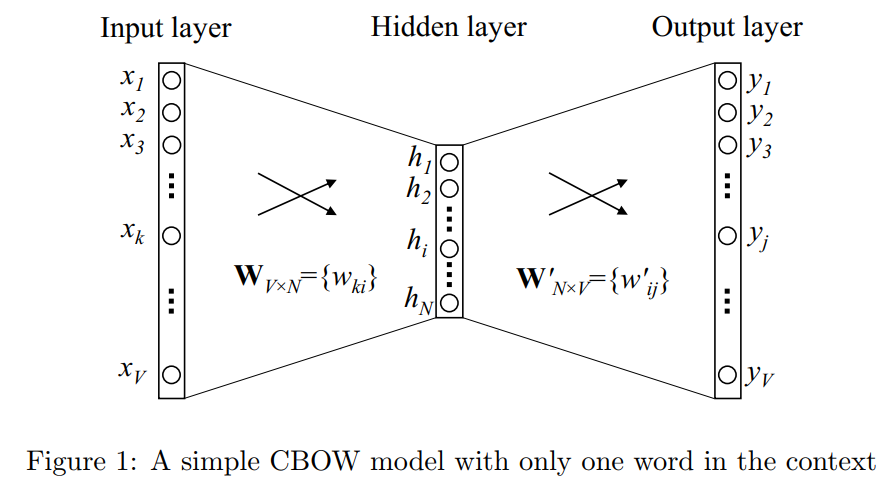 Input layer Hidden layer Output layer
x1 y1
x2 y2
x3 y3
h1
h2
xk hi yj
W V×N={wki} W'N×V={w'ij}
hN
xV yV
Figure 1: A simple CBOW model with only one word in the context